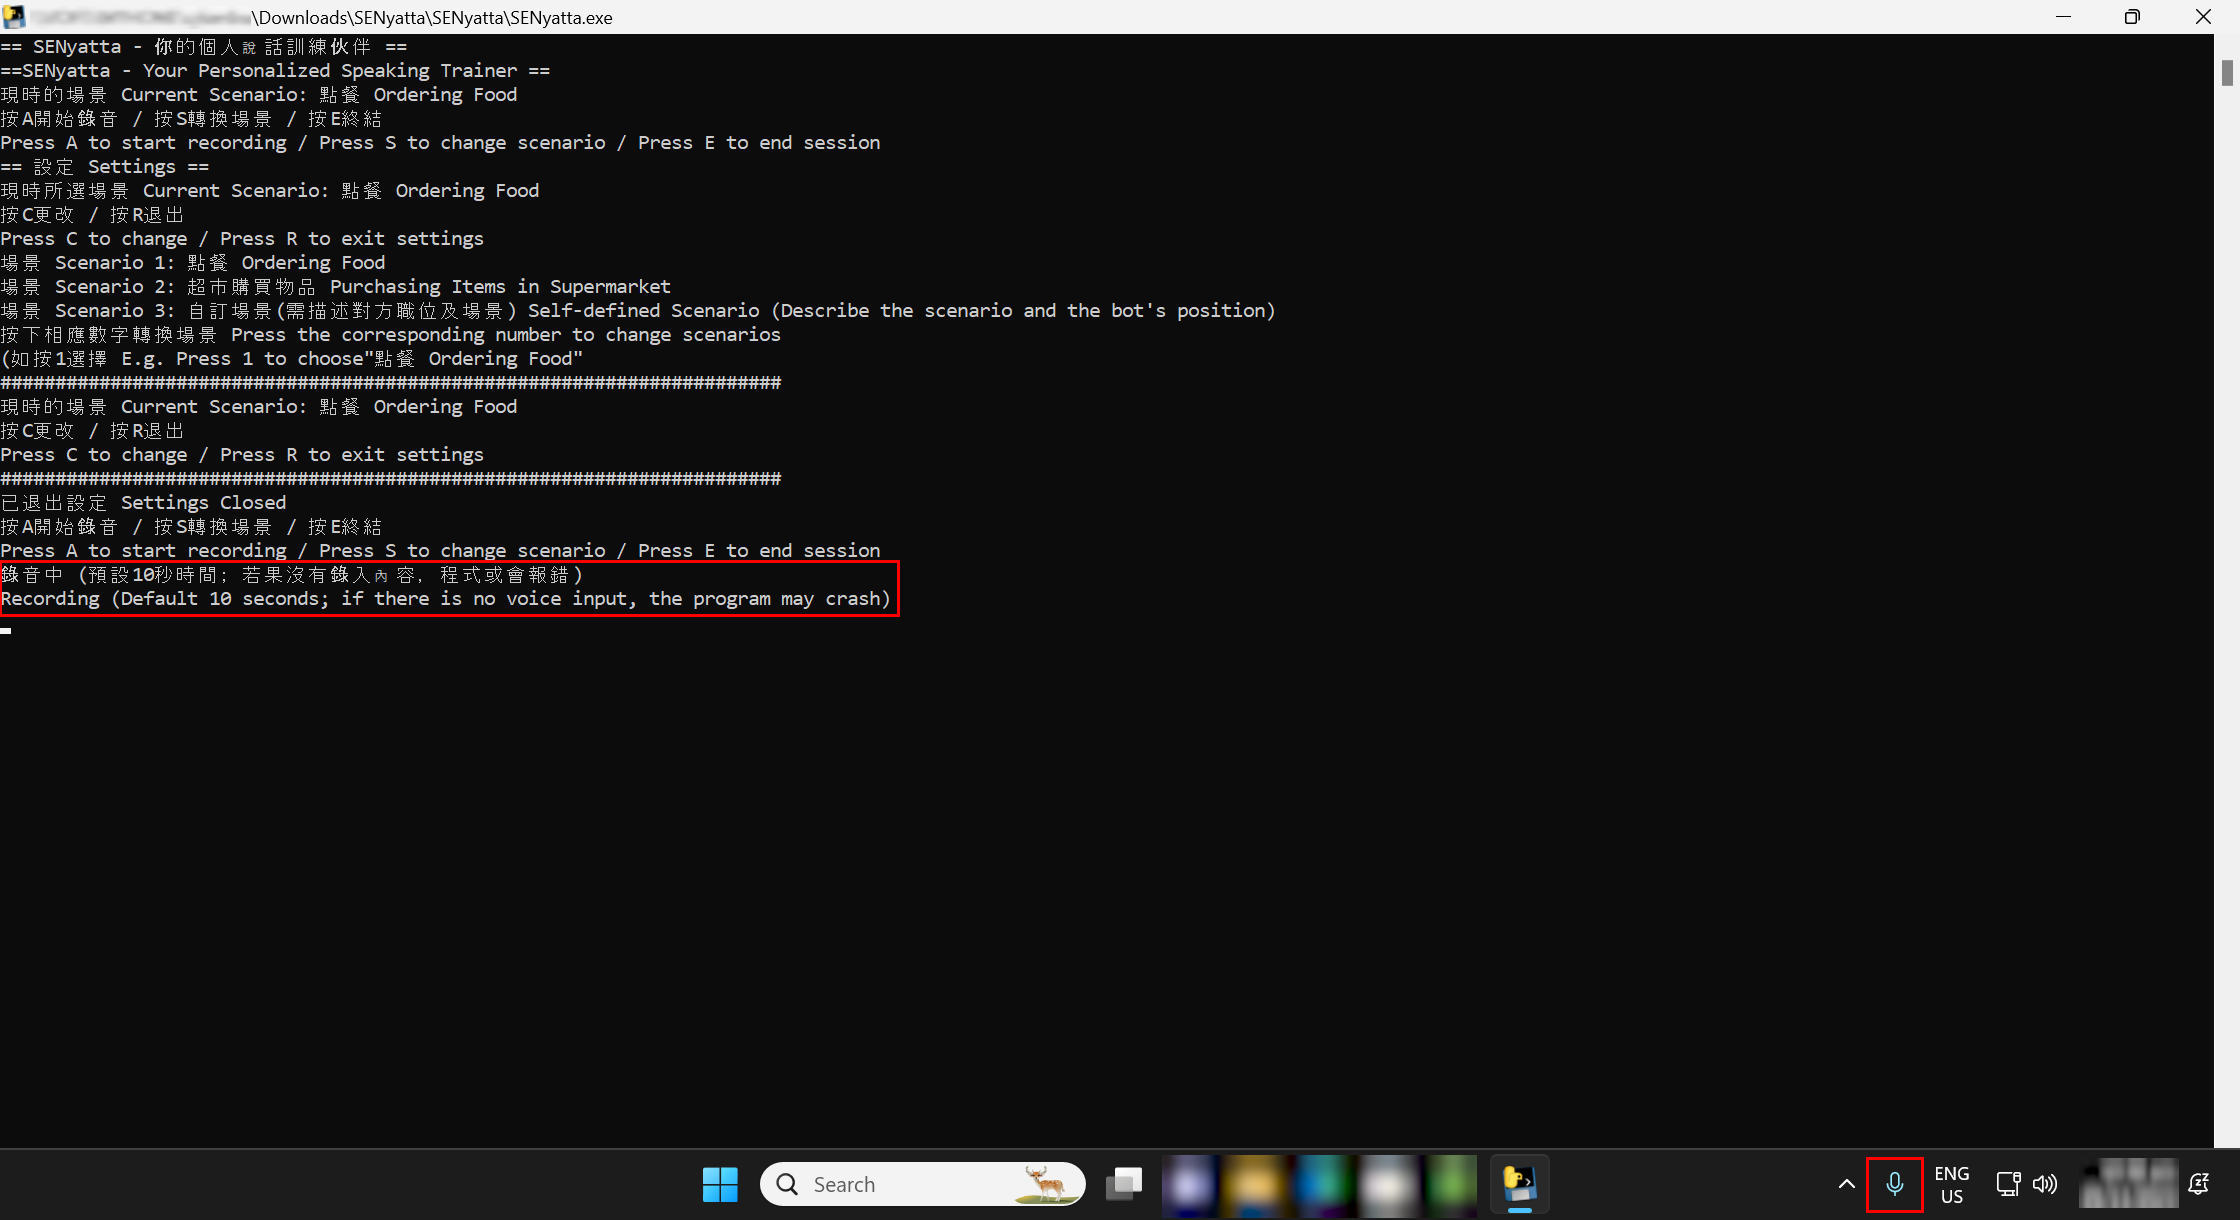 \Downloads\SENyatta\SENyatta\SENyatta.exe
== SENyatta - 你的個人說話訓練伙伴 ==
==SENyatta - Your Personalized Speaking Trainer ==
現時的場景 Current Scenario: 點餐 Ordering Food
按A開始錄音 / 按S轉換場景 / 按E終結
Press A to start recording / Press S to change scenario / Press E to end session
== 設定 Settings ==
現時所選場景 Current Scenario: 點餐 Ordering Food
按C更改 / 按R退出
Press C to change / Press R to exit settings
場景 Scenario 1: 點餐 Ordering Food
場景 Scenario 2: 超市購買物品 Purchasing Items in Supermarket
場景 Scenario 3: 自訂場景(需描述對方職位及場景) Self-defined Scenario (Describe the scenario and the bot's position)
按下相應數字轉換場景 Press the corresponding number to change scenarios
(如按1選擇 E.g. Press 1 to choose"點餐 Ordering Food"
#######################################################################
現時的場景 Current Scenario: 點餐 Ordering Food
按C更改 / 按R退出
Press C to change / Press R to exit settings
#######################################################################
已退出設定 Settings Closed
按A開始錄音 / 按S轉換場景 / 按E終結
Press A to start recording / Press S to change scenario / Press E to end session
錄音中 (預設10秒時間; 若果沒有錄入內容, 程式或會報錯)
Recording (Default 10 seconds; if there is no voice input, the program may crash)
Search
ENG
US